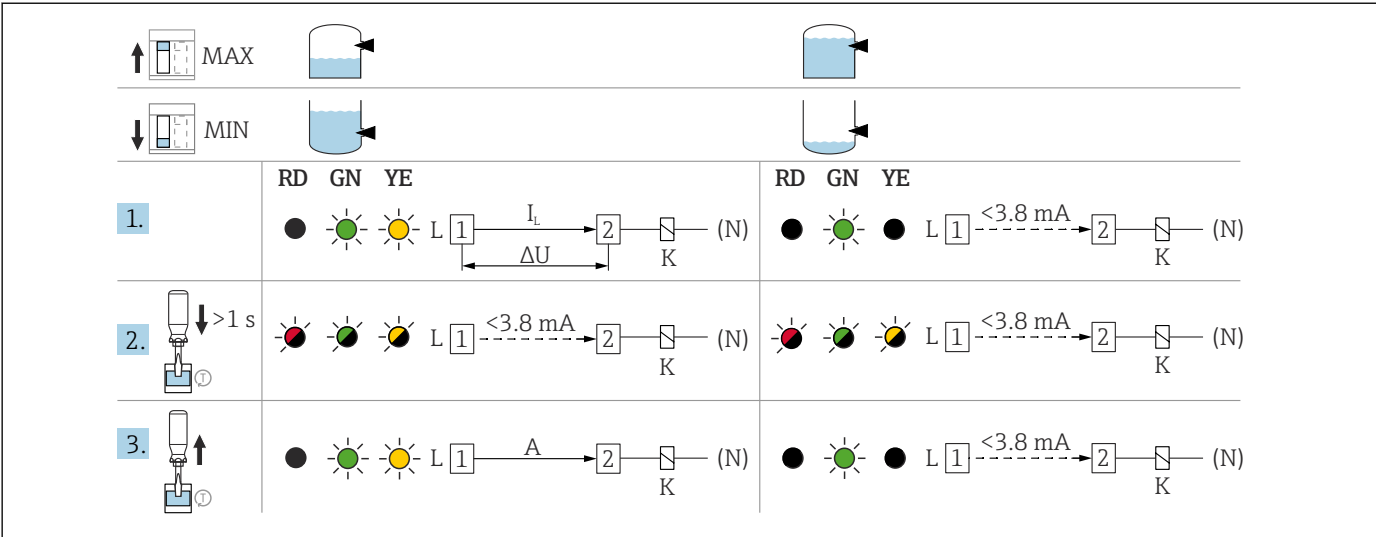 MAX
MIN
RD GN YE RD GN YE
1. L 1 I_L 2 (N) L 1 <3.8 mA 2 (N)
ΔU K K
2. >1 s L 1 <3.8 mA 2 (N) L 1 <3.8 mA 2 (N)
T K K
3. L 1 A 2 (N) L 1 <3.8 mA 2 (N)
T K K